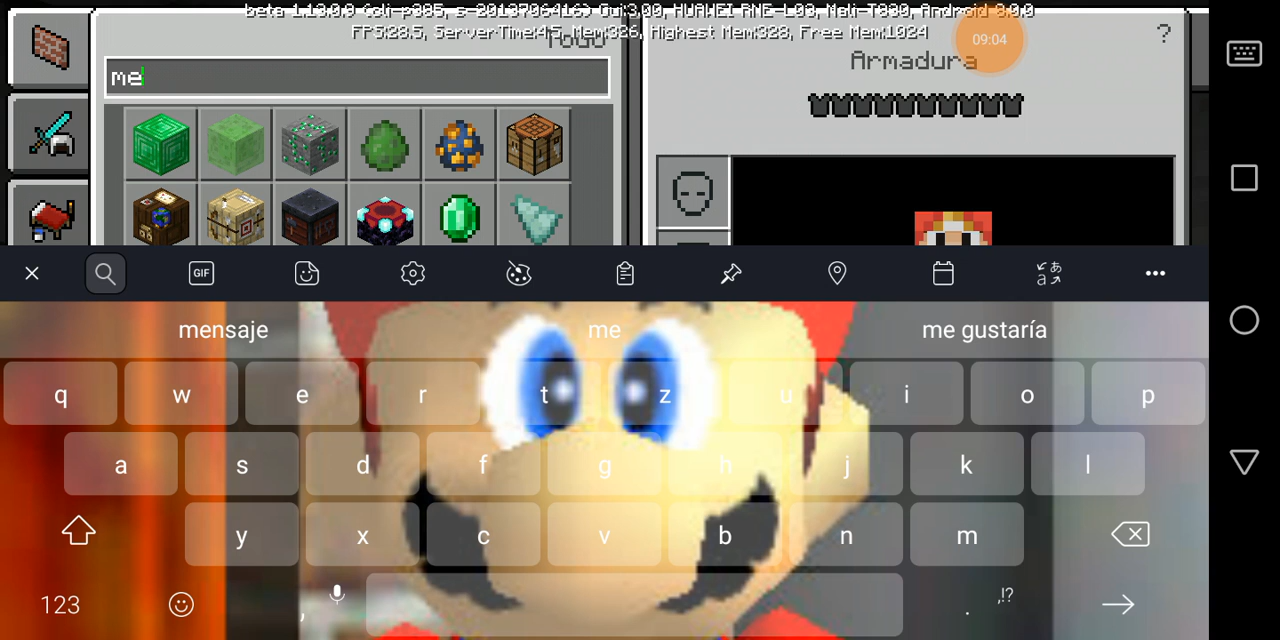 FPS:28.5, ServerTime:4.5, Mem:326, Highest Mem:328, Free Mem:1024
Todo
09:04
?
Armadura
me
GIF
mensaje
me
me gustaría
q w e r t z u i o p
a s d f g h j k l
y x c v b n m
123 , . ,!?